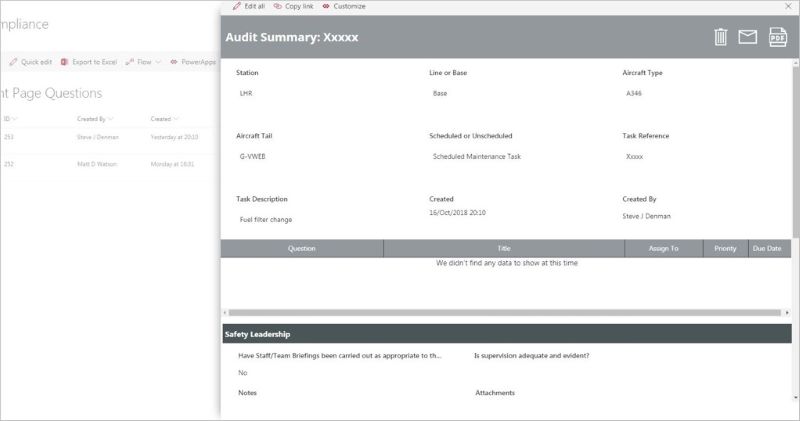 Edit all Copy link Customize
mpliance
Audit Summary: Xxxxx
PDF
Quick edit Export to Excel Flow PowerApps
nt Page Questions
ID Created By Created
253 Steve J Denman Yesterday at 20:10
252 Matt D Watson Monday at 16:31
Station Line or Base Aircraft Type
LHR Base A346
Aircraft Tail Scheduled or Unscheduled Task Reference
G-VWEB Scheduled Maintenance Task Xxxxx
Task Description Created Created By
Fuel filter change 16/Oct/2018 20:10 Steve J Denman
Question Title Assign To Priority Due Date
We didn't find any data to show at this time
Safety Leadership
Have Staff/Team Briefings been carried out as appropriate to th... Is supervision adequate and evident?
No
Notes Attachments